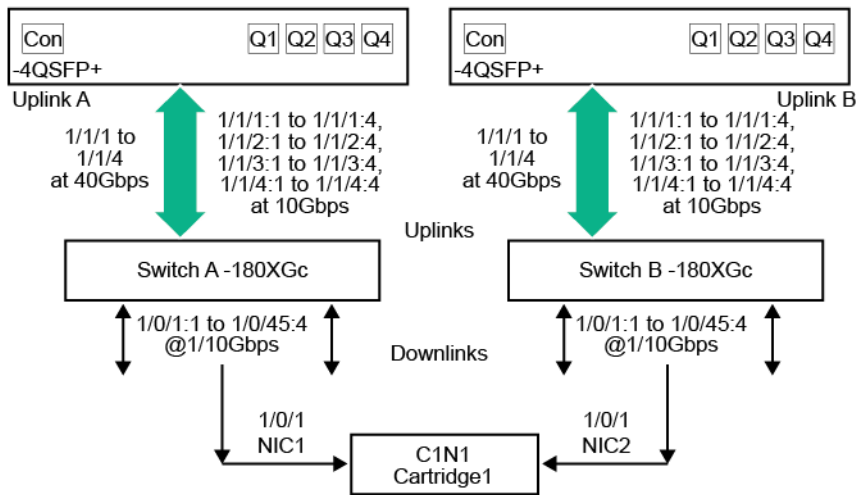 Con
Q1 Q2 Q3 Q4
-4QSFP+
Uplink A
Con
Q1 Q2 Q3 Q4
-4QSFP+
Uplink B
1/1/1 to
1/1/4
at 40Gbps
1/1/1:1 to 1/1/1:4,
1/1/2:1 to 1/1/2:4,
1/1/3:1 to 1/1/3:4,
1/1/4:1 to 1/1/4:4
at 10Gbps
1/1/1 to
1/1/4
at 40Gbps
1/1/1:1 to 1/1/1:4,
1/1/2:1 to 1/1/2:4,
1/1/3:1 to 1/1/3:4,
1/1/4:1 to 1/1/4:4
at 10Gbps
Uplinks
Switch A -180XGc
Switch B -180XGc
1/0/1:1 to 1/0/45:4
@1/10Gbps
Downlinks
1/0/1:1 to 1/0/45:4
@1/10Gbps
1/0/1
NIC1
C1N1
Cartridge1
1/0/1
NIC2